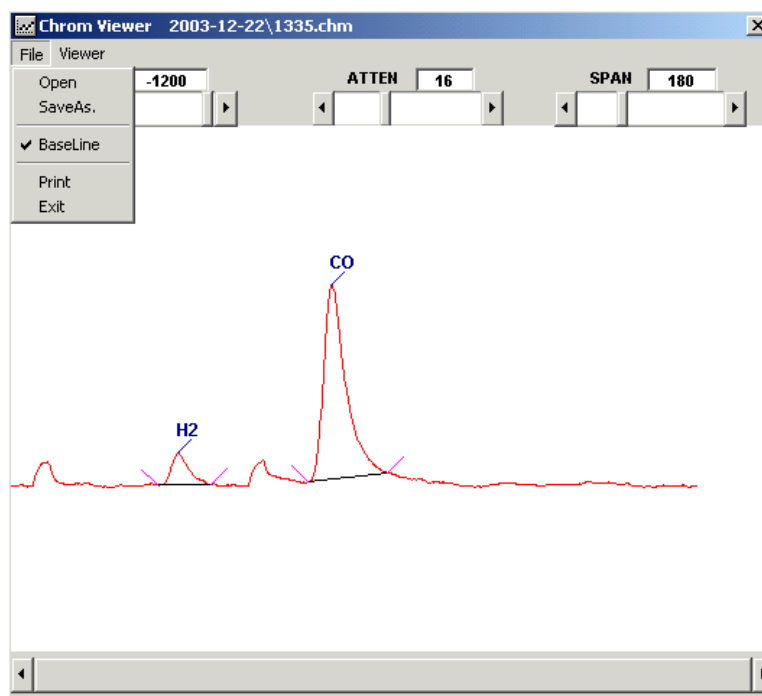 Chrom Viewer 2003-12-22\1335.chm
File Viewer
Open
SaveAs.
BaseLine
Print
Exit
-1200
ATTEN 16
SPAN 180
CO
H2